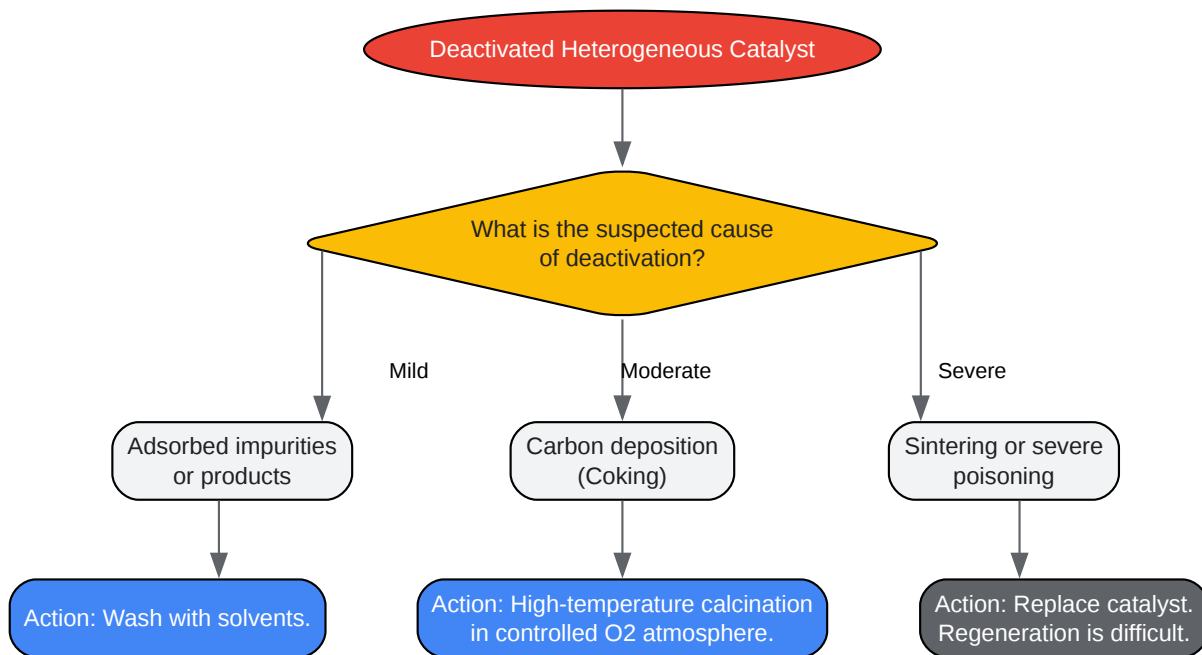 Deactivated Heterogeneous Catalyst
What is the suspected cause
of deactivation?
Mild
Moderate
Severe
Adsorbed impurities
or products
Carbon deposition
(Coking)
Sintering or severe
poisoning
Action: Wash with solvents.
Action: High-temperature calcination
in controlled O2 atmosphere.
Action: Replace catalyst.
Regeneration is difficult.